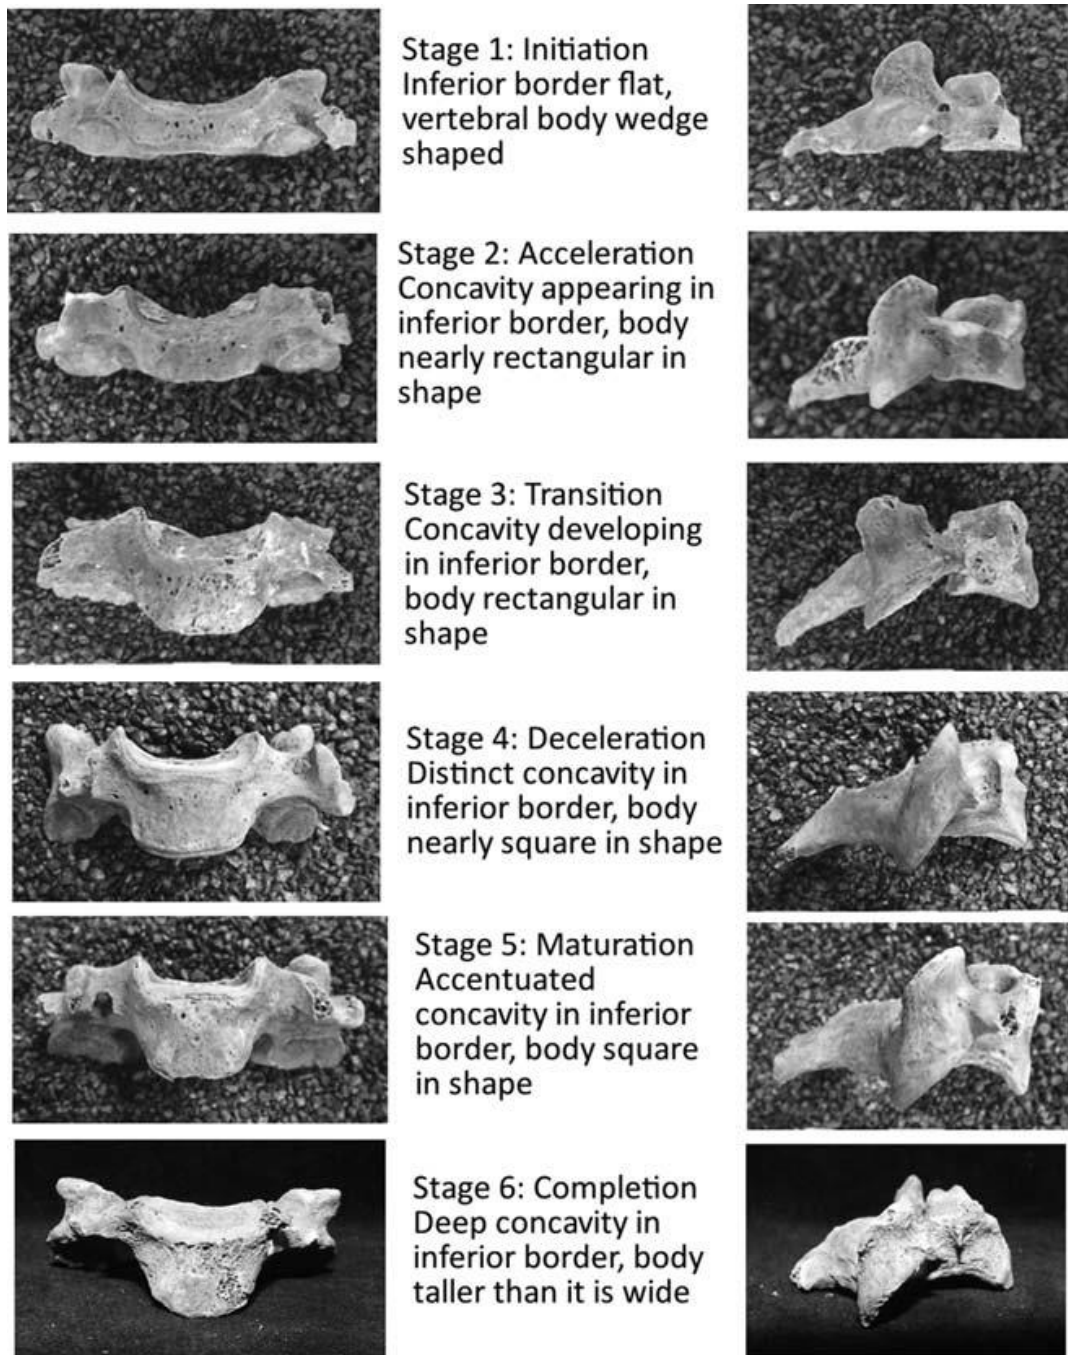 Stage 1: Initiation
Inferior border flat,
vertebral body wedge
shaped
Stage 2: Acceleration
Concavity appearing in
inferior border, body
nearly rectangular in
shape
Stage 3: Transition
Concavity developing
in inferior border,
body rectangular in
shape
Stage 4: Deceleration
Distinct concavity in
inferior border, body
nearly square in shape
Stage 5: Maturation
Accentuated
concavity in inferior
border, body square
in shape
Stage 6: Completion
Deep concavity in
inferior border, body
taller than it is wide